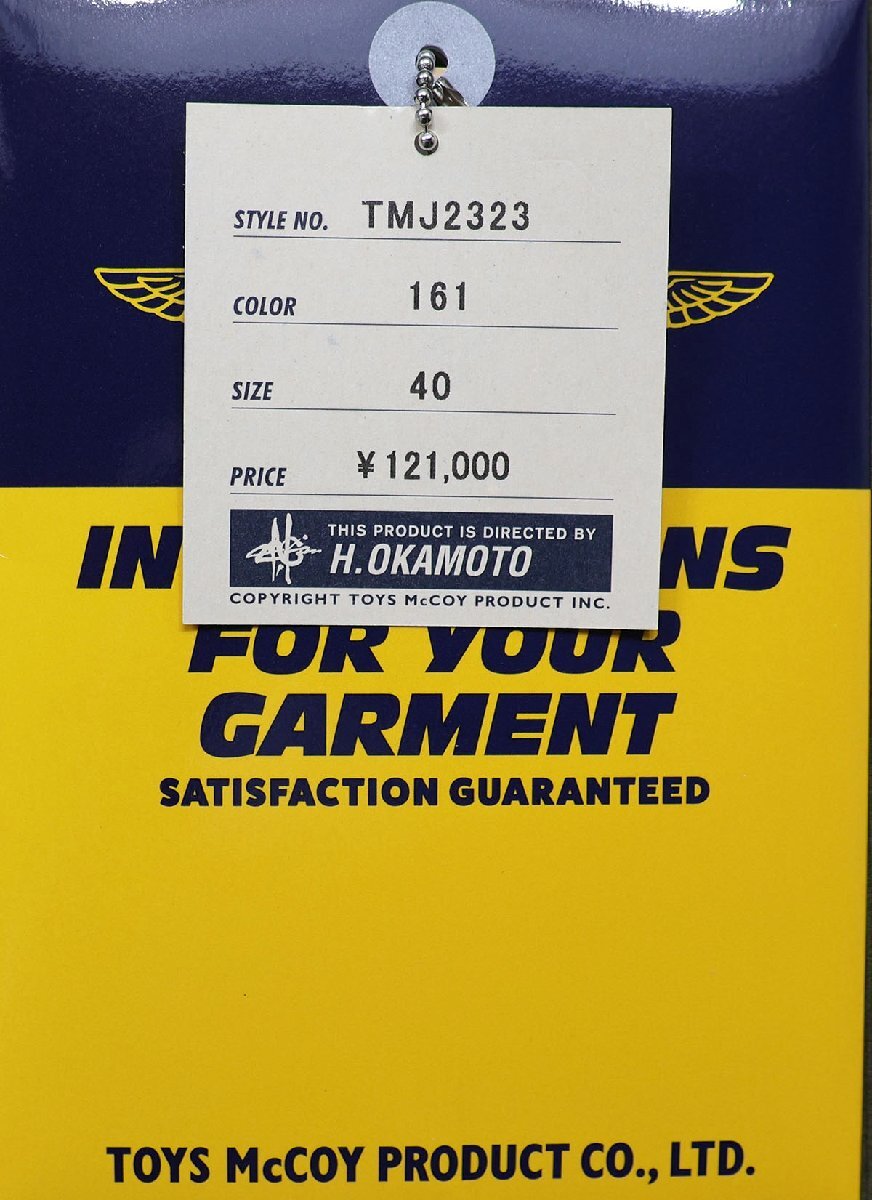 STYLE NO. TMJ2323
COLOR 161
SIZE 40
PRICE ¥121,000
THIS PRODUCT IS DIRECTED BY
H.OKAMOTO
COPYRIGHT TOYS McCOY PRODUCT INC.
FOR YOUR
GARMENT
SATISFACTION GUARANTEED
TOYS McCOY PRODUCT CO., LTD.